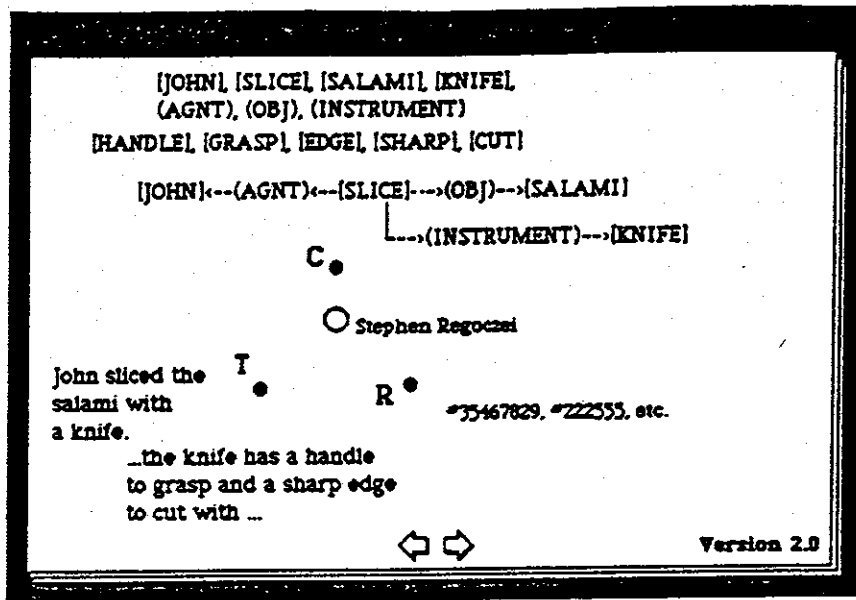 [JOHN], [SLICE], [SALAMI], [KNIFE],
(AGNT), (OBJ), (INSTRUMENT)
[HANDLE], [GRASP], [EDGE], [SHARP], [CUT]
[JOHN]<--(AGNT)<--[SLICE]--->(OBJ)-->[SALAMI]
--->(INSTRUMENT)-->[KNIFE]
C
Stephen Regoczei
T
R
John sliced the
salami with
a knife.
#35467829, #222555, etc.
...the knife has a handle
to grasp and a sharp edge
to cut with ...
Version 2.0